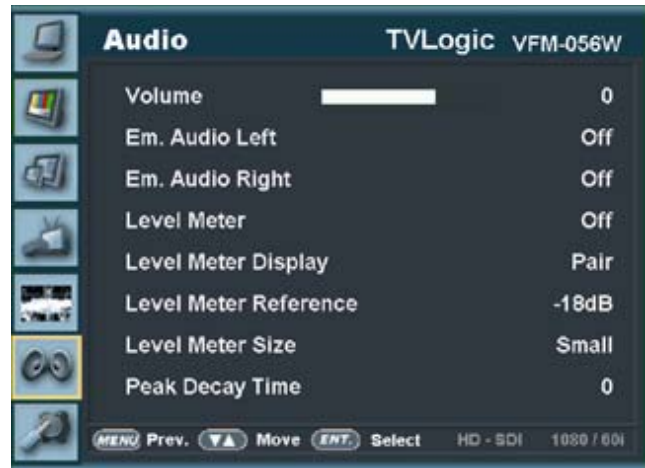 Audio TVLogic VFM-056W
Volume 0
Em. Audio Left Off
Em. Audio Right Off
Level Meter Off
Level Meter Display Pair
Level Meter Reference -18dB
Level Meter Size Small
Peak Decay Time 0
MENU Prev. ▼▲ Move ENT. Select HD - SDI 1080 / 60i